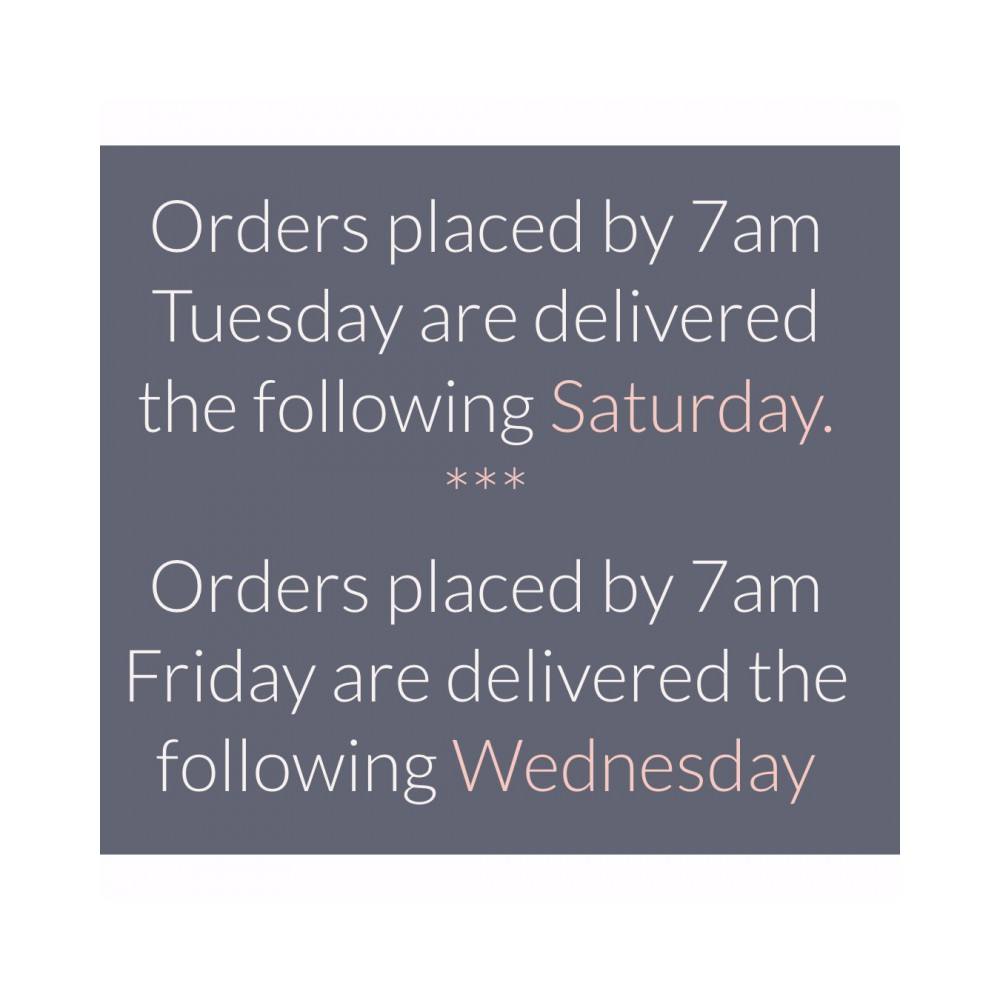 Orders placed by 7am
Tuesday are delivered
the following Saturday.
***
Orders placed by 7am
Friday are delivered the
following Wednesday